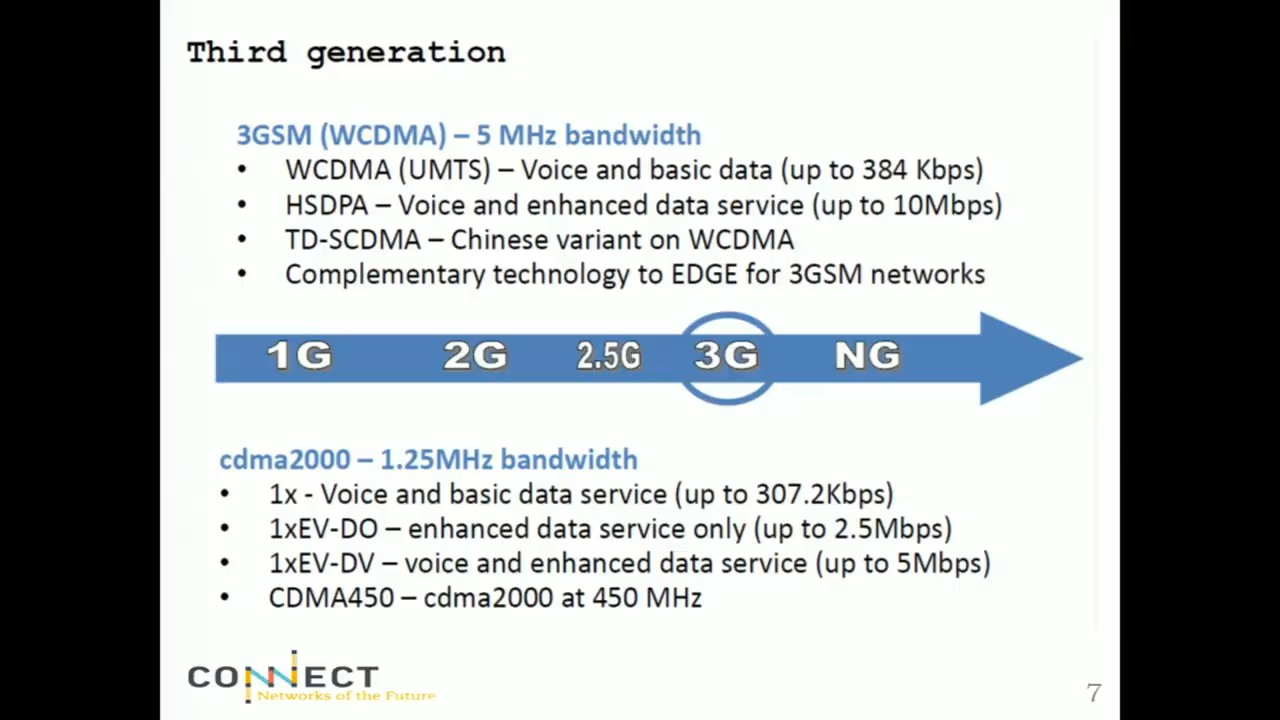 Third generation
3GSM (WCDMA) – 5 MHz bandwidth
• WCDMA (UMTS) – Voice and basic data (up to 384 Kbps)
• HSDPA – Voice and enhanced data service (up to 10Mbps)
• TD-SCDMA – Chinese variant on WCDMA
• Complementary technology to EDGE for 3GSM networks
1G 2G 2.5G 3G NG
cdma2000 – 1.25MHz bandwidth
• 1x - Voice and basic data service (up to 307.2Kbps)
• 1xEV-DO – enhanced data service only (up to 2.5Mbps)
• 1xEV-DV – voice and enhanced data service (up to 5Mbps)
• CDMA450 – cdma2000 at 450 MHz
CONNECT
Networks of the Future
7